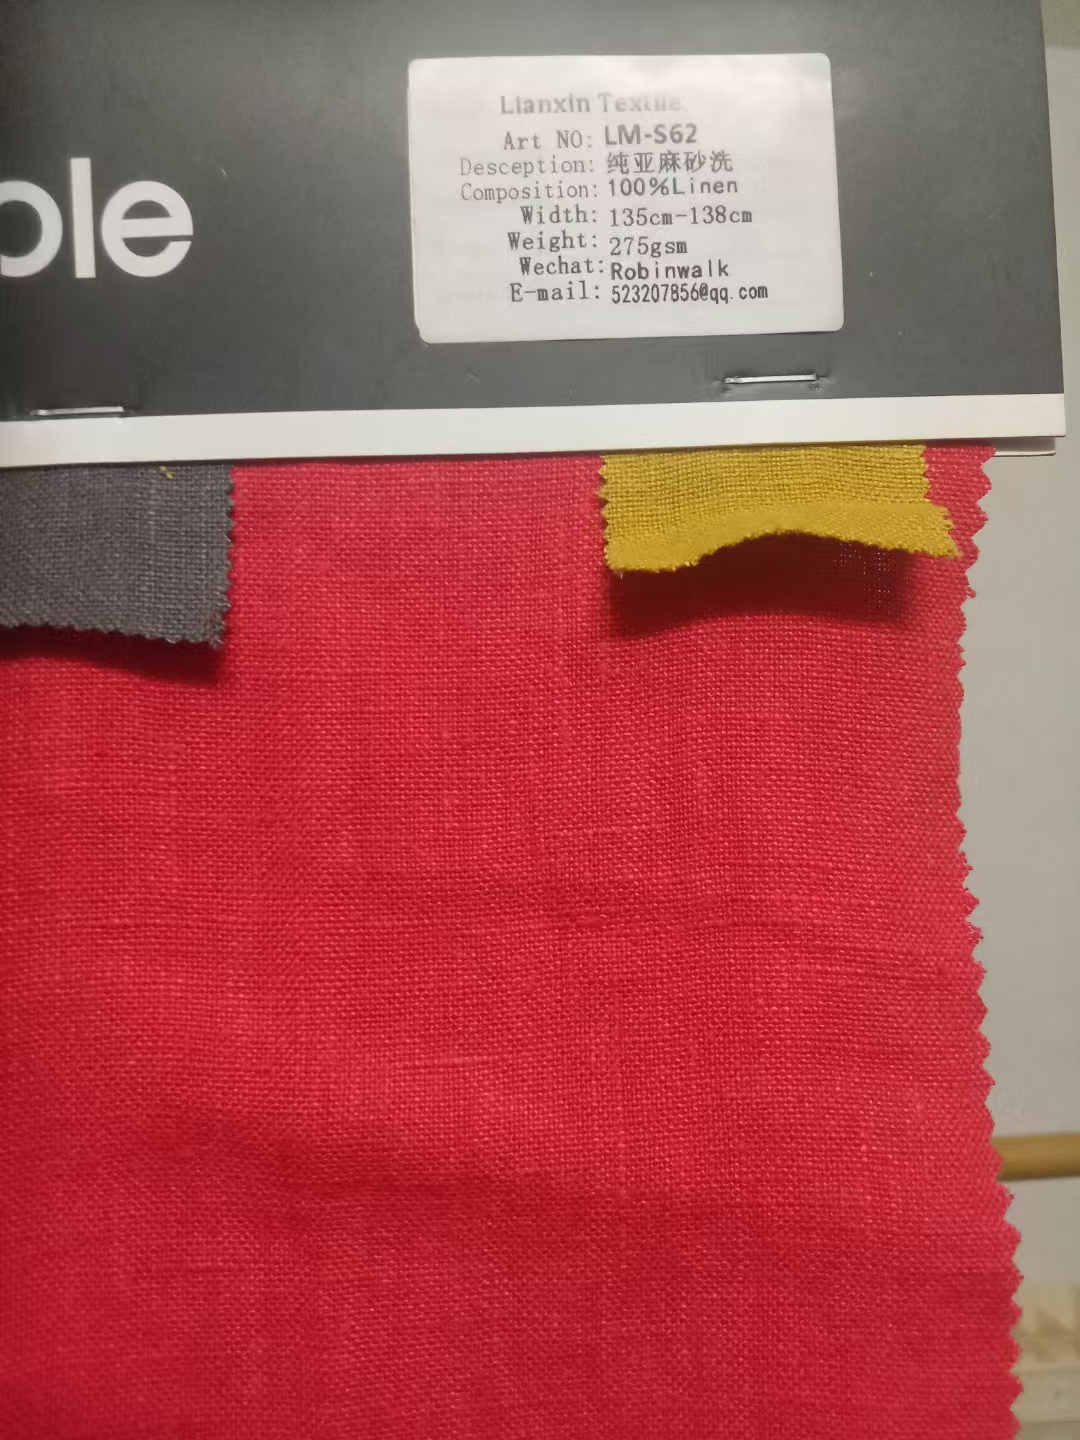 Lianxin Textile
Art NO: LM-S62
Desception: 纯亚麻砂洗
Composition: 100%Linen
Width: 135cm-138cm
Weight: 275gsm
Wechat: Robinwalk
E-mail: 523207856@qq.com
ple